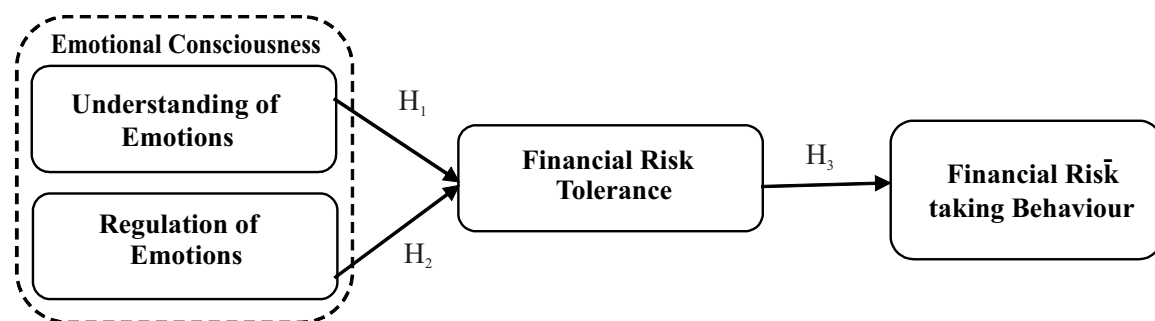 Emotional Consciousness
Understanding of
Emotions
H₁
Regulation of
Emotions
H₂
Financial Risk
Tolerance
H₃
Financial Risk̄
taking Behaviour